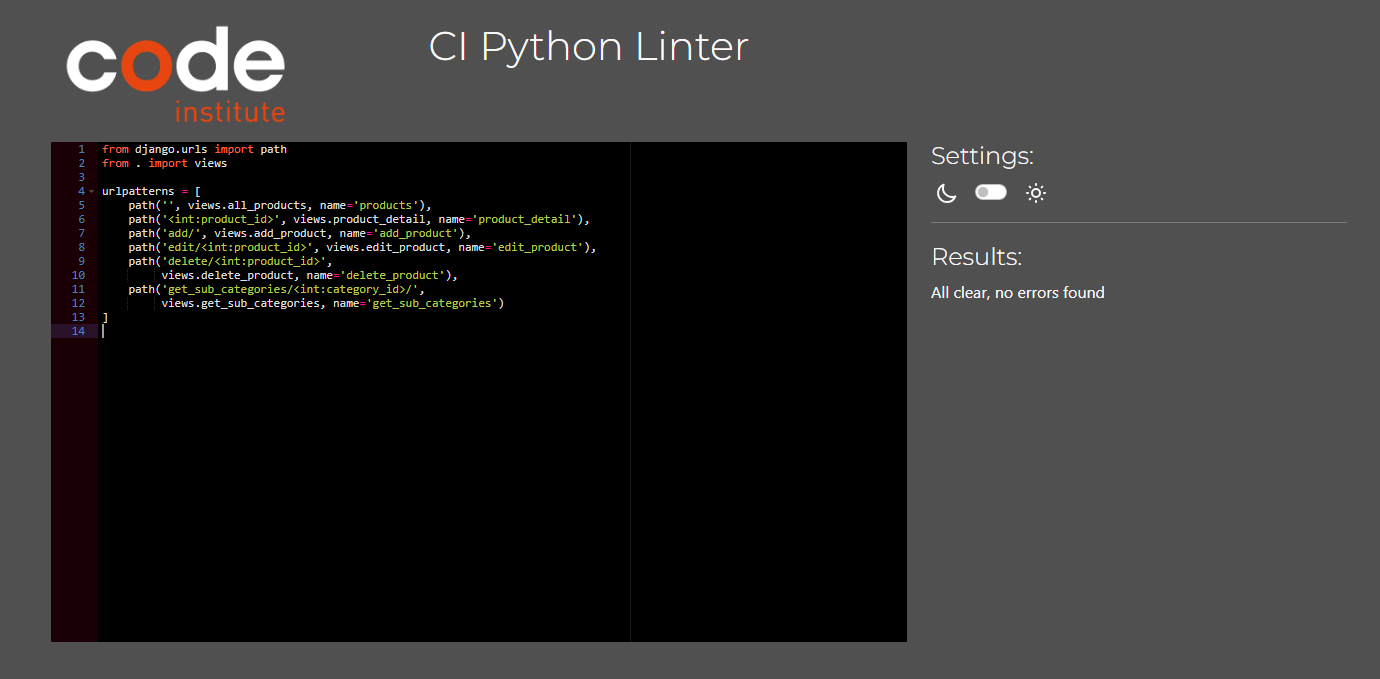 code
institute
CI Python Linter
1 from django.urls import path
2 from . import views
3
4 urlpatterns = [
5     path('', views.all_products, name='products'),
6     path('<int:product_id>', views.product_detail, name='product_detail'),
7     path('add/', views.add_product, name='add_product'),
8     path('edit/<int:product_id>', views.edit_product, name='edit_product'),
9     path('delete/<int:product_id>',
10          views.delete_product, name='delete_product'),
11     path('get_sub_categories/<int:category_id>/',
12          views.get_sub_categories, name='get_sub_categories')
13 ]
14
Settings:
Results:
All clear, no errors found